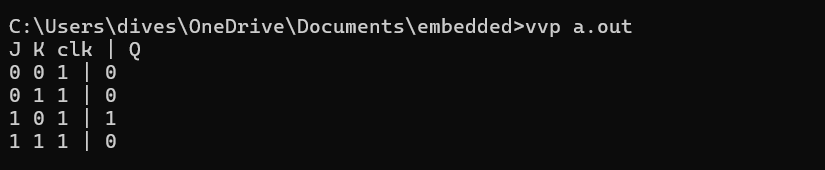 C:\Users\dives\OneDrive\Documents\embedded>vvp a.out
J K clk | Q
0 0 1 | 0
0 1 1 | 0
1 0 1 | 1
1 1 1 | 0